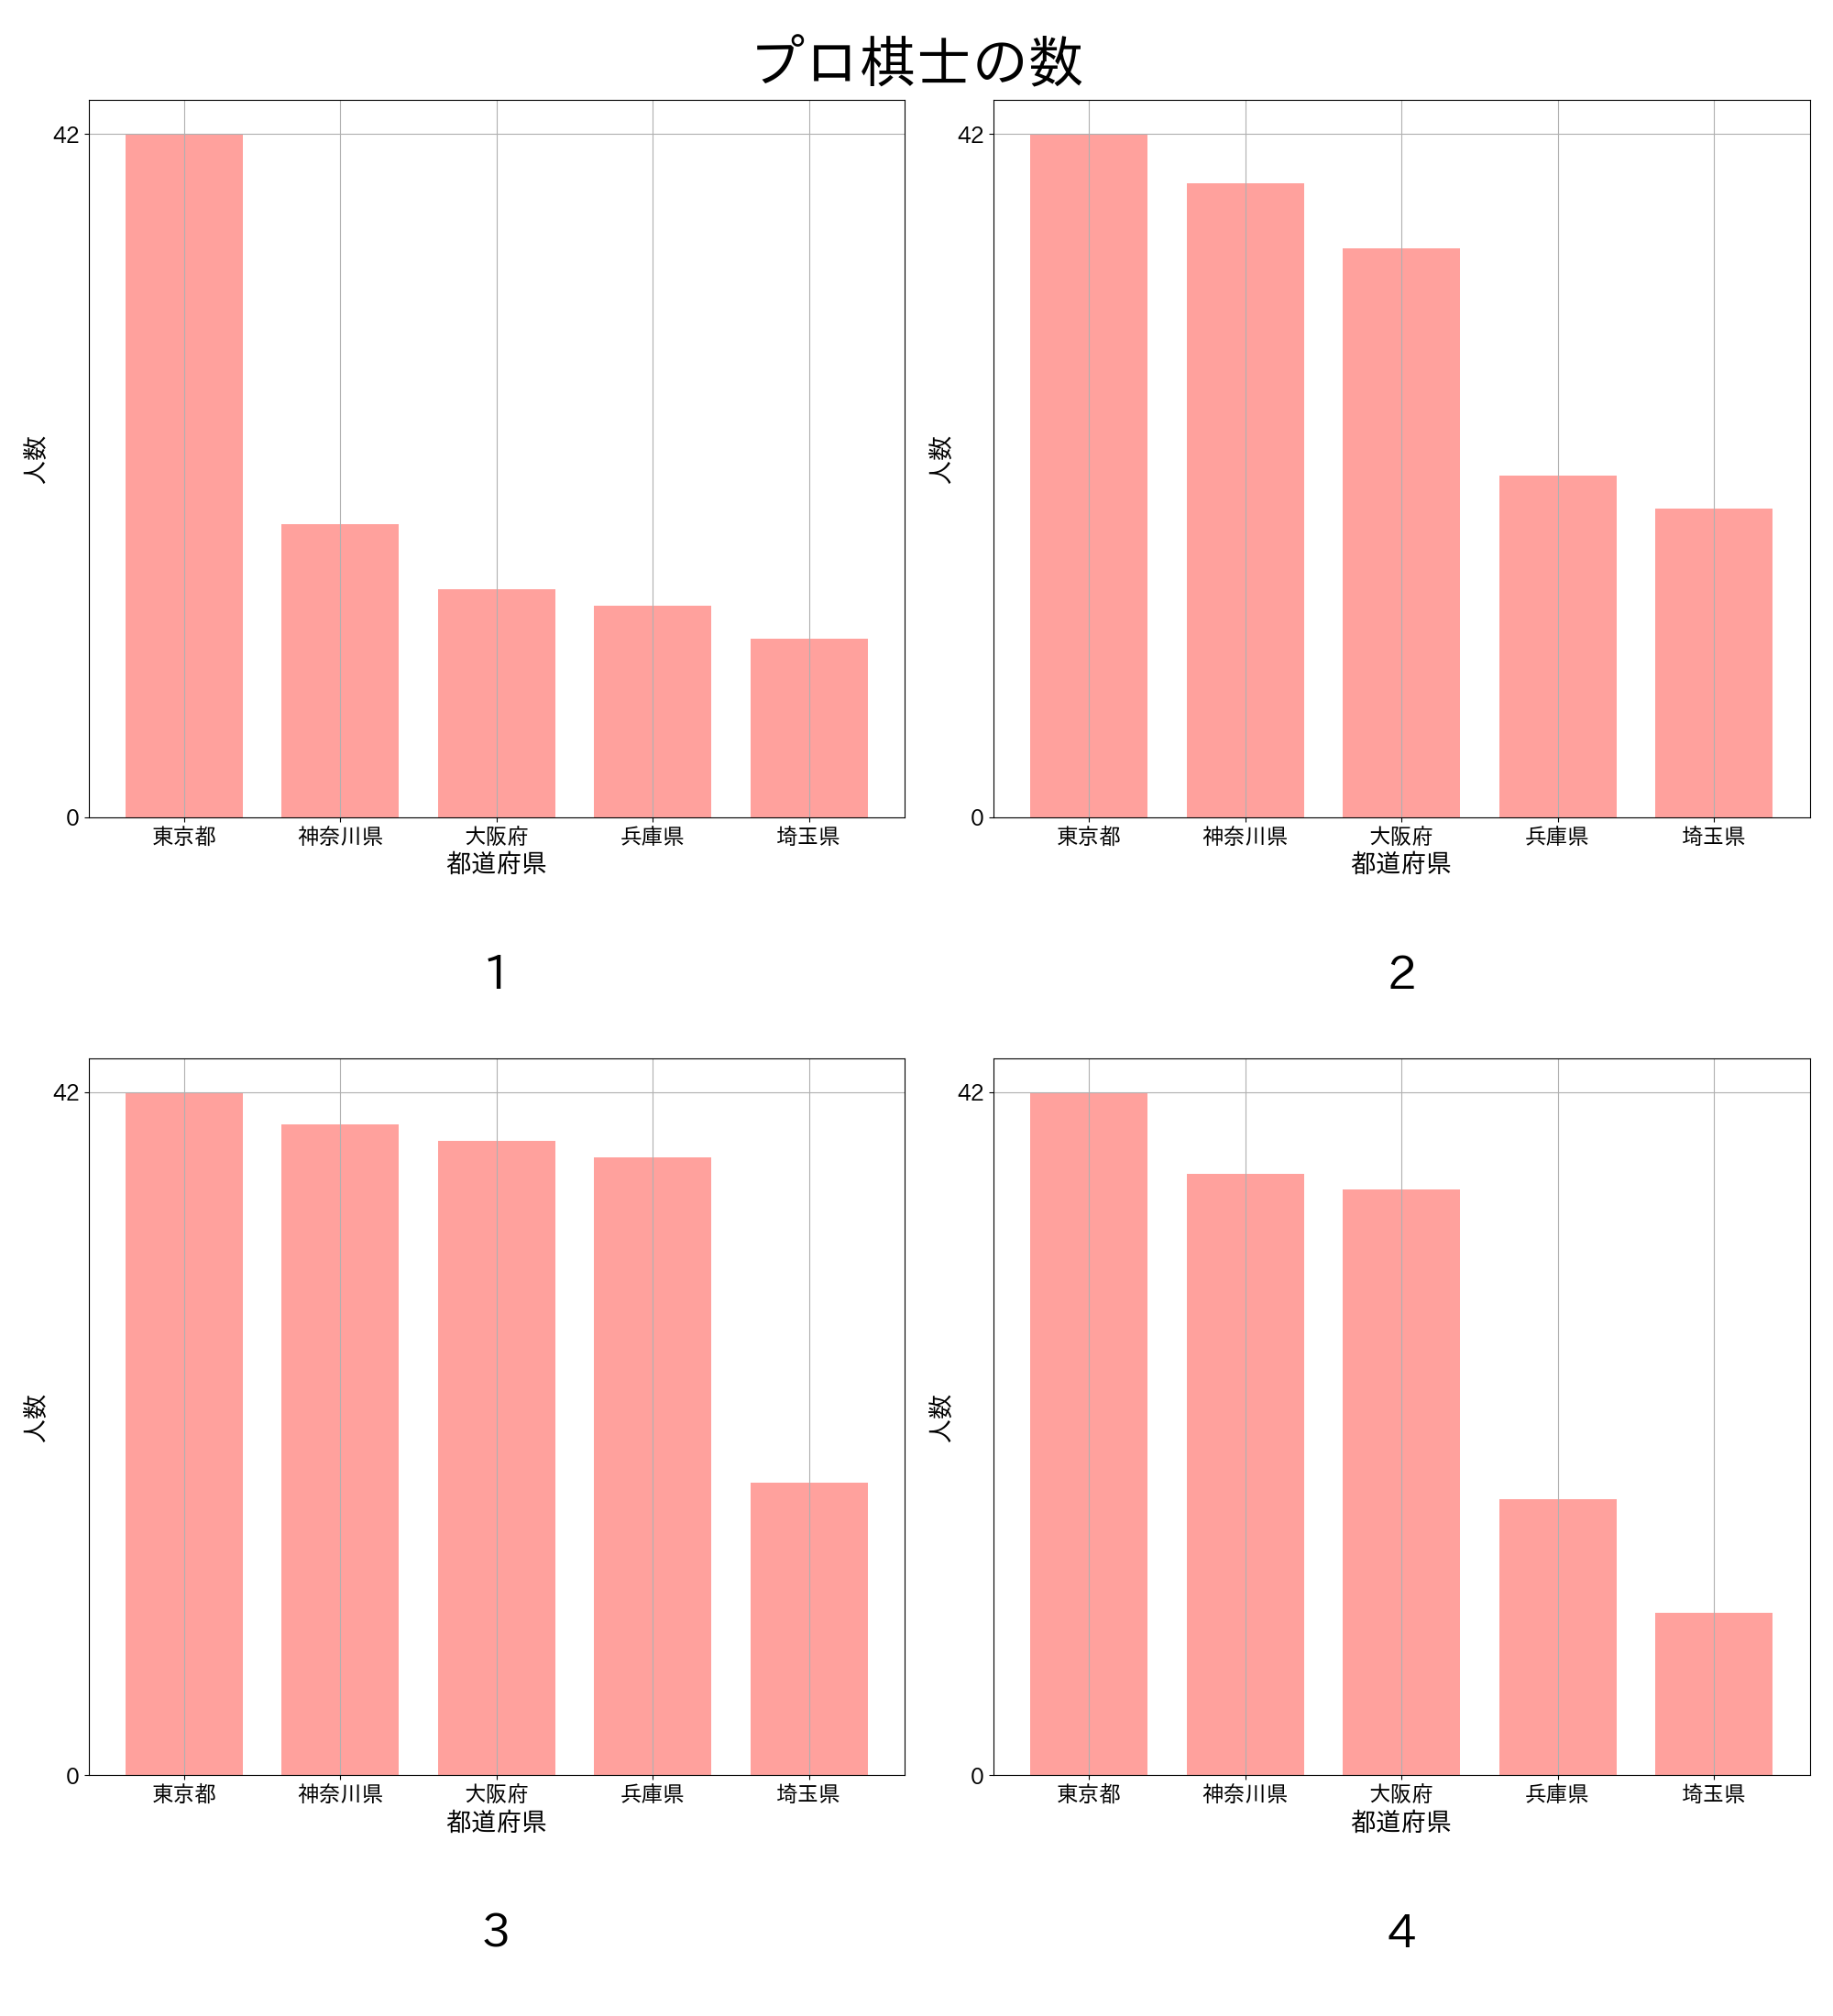 プロ棋士の数
42
0
人数
東京都 神奈川県 大阪府 兵庫県 埼玉県
都道府県
1
42
0
人数
東京都 神奈川県 大阪府 兵庫県 埼玉県
都道府県
2
42
0
人数
東京都 神奈川県 大阪府 兵庫県 埼玉県
都道府県
3
42
0
人数
東京都 神奈川県 大阪府 兵庫県 埼玉県
都道府県
4